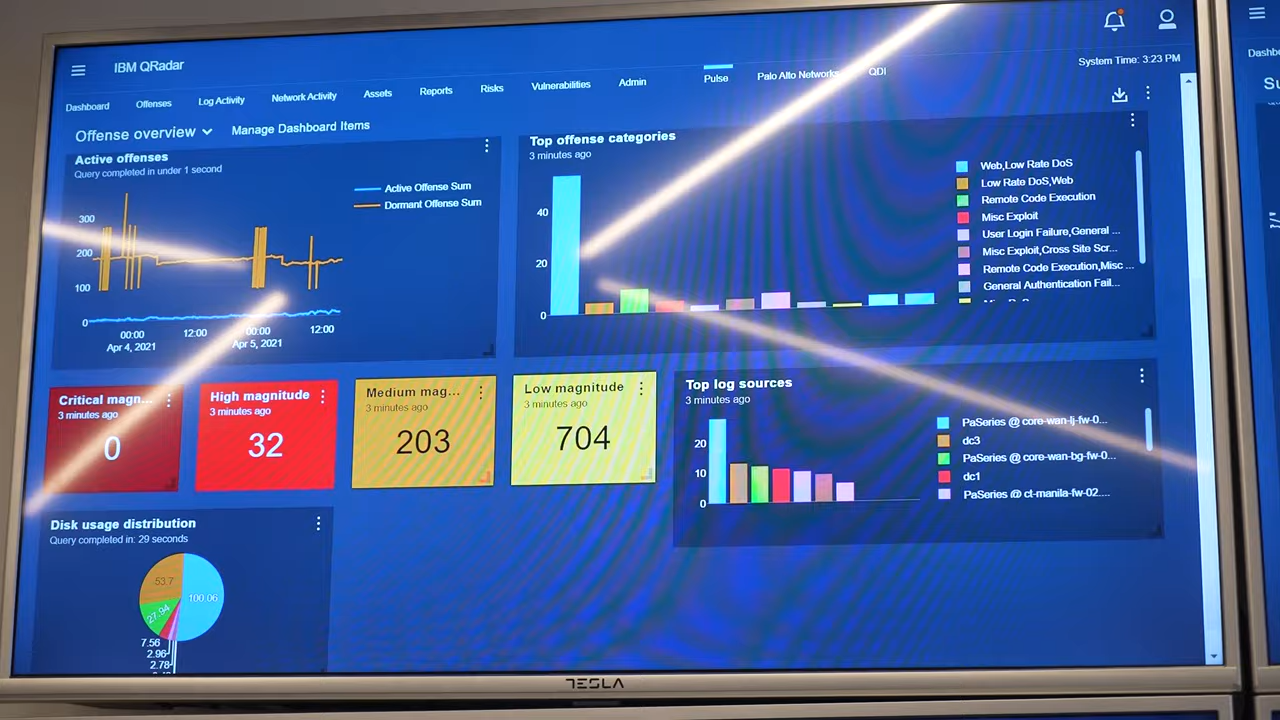 IBM QRadar
System Time: 3:23 PM
Dashboard Offenses Log Activity Network Activity Assets Reports Risks Vulnerabilities Admin Pulse Palo Alto Networks QDI
Offense overview Manage Dashboard Items
Active offenses
Query completed in under 1 second
Active Offense Sum
Dormant Offense Sum
300
200
100
0
00:00 12:00 00:00 12:00
Apr 4, 2021 Apr 5, 2021
Top offense categories
3 minutes ago
40
20
0
Web,Low Rate DoS
Low Rate DoS,Web
Remote Code Execution
Misc Exploit
User Login Failure,General ...
Misc Exploit,Cross Site Scr...
Remote Code Execution,Misc ...
General Authentication Fail...
Critical magn...
3 minutes ago
0
High magnitude
3 minutes ago
32
Medium mag...
3 minutes ago
203
Low magnitude
3 minutes ago
704
Top log sources
3 minutes ago
20
10
0
PaSeries @ core-wan-lj-fw-0...
dc3
PaSeries @ core-wan-bg-fw-0...
dc1
PaSeries @ ct-manila-fw-02....
Disk usage distribution
Query completed in: 29 seconds
53.7
100.06
27.94
7.56
2.96
2.78
TESLA